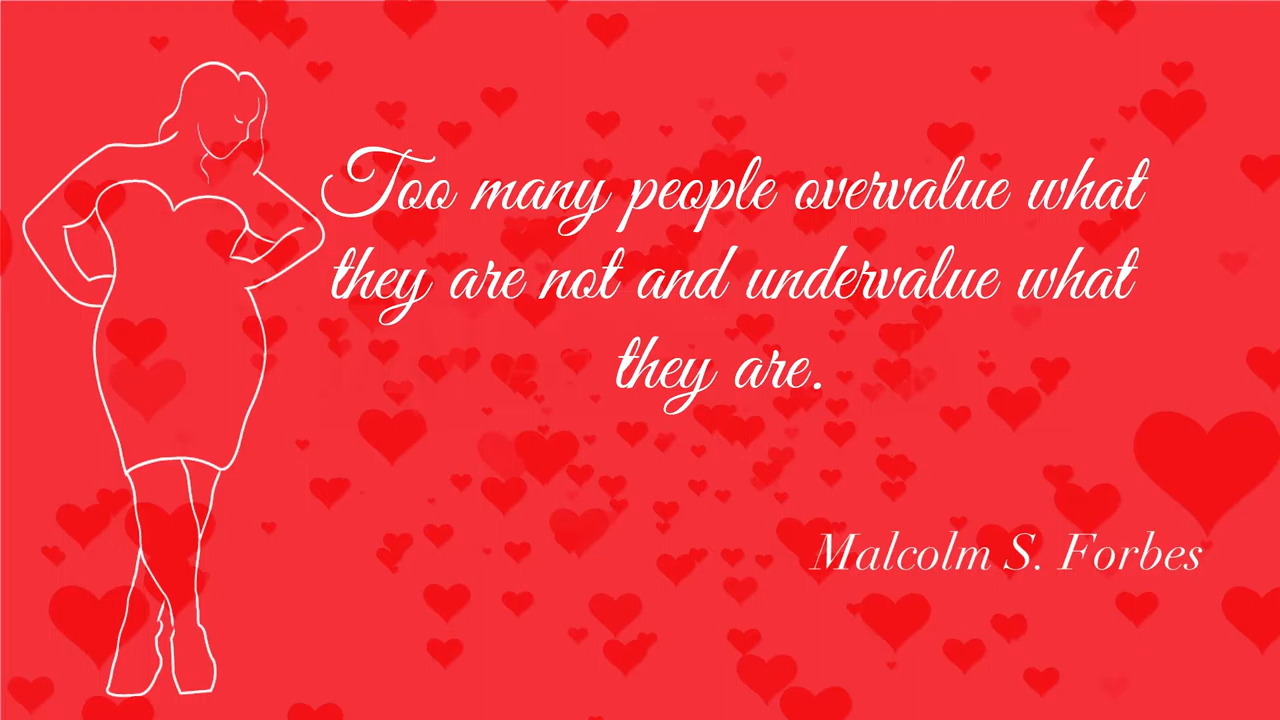 Too many people overvalue what
they are not and undervalue what
they are.
Malcolm S. Forbes